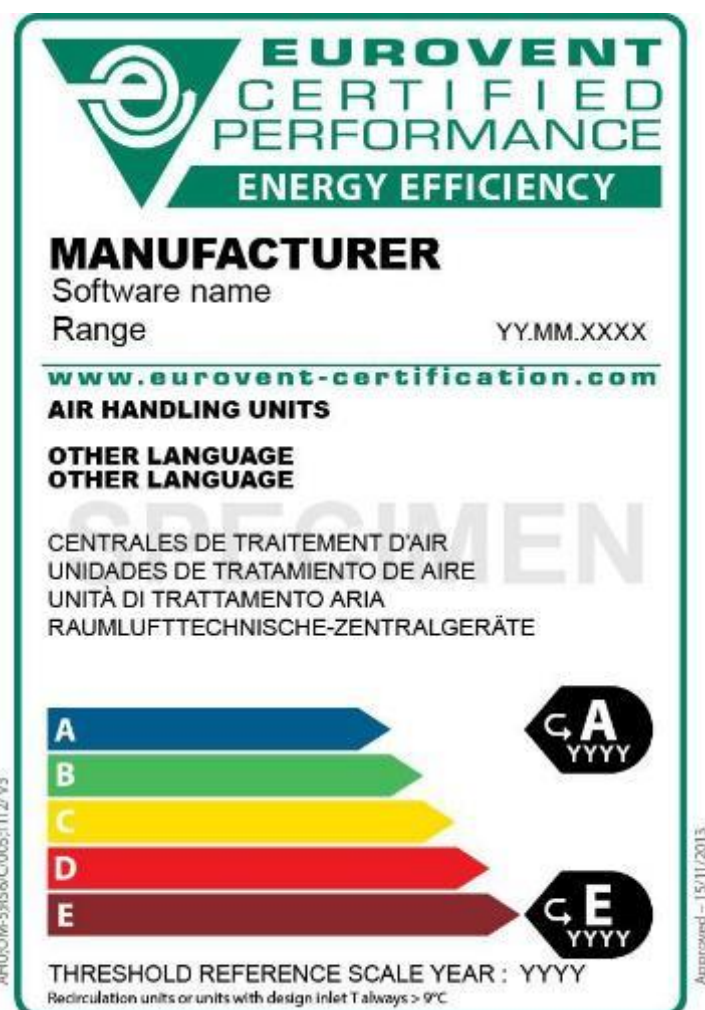 EUROVENT
CERTIFIED
PERFORMANCE
ENERGY EFFICIENCY
MANUFACTURER
Software name
Range YY.MM.XXXX
www.eurovent-certification.com
AIR HANDLING UNITS
OTHER LANGUAGE
OTHER LANGUAGE
SPECIMEN
CENTRALES DE TRAITEMENT D'AIR
UNIDADES DE TRATAMIENTO DE AIRE
UNITÀ DI TRATTAMENTO ARIA
RAUMLUFTTECHNISCHE-ZENTRALGERÄTE
A
A
YYYY
B
C
D
E
E
YYYY
THRESHOLD REFERENCE SCALE YEAR : YYYY
Recirculation units or units with design inlet T always > 9°C
Approved – 15/11/2013